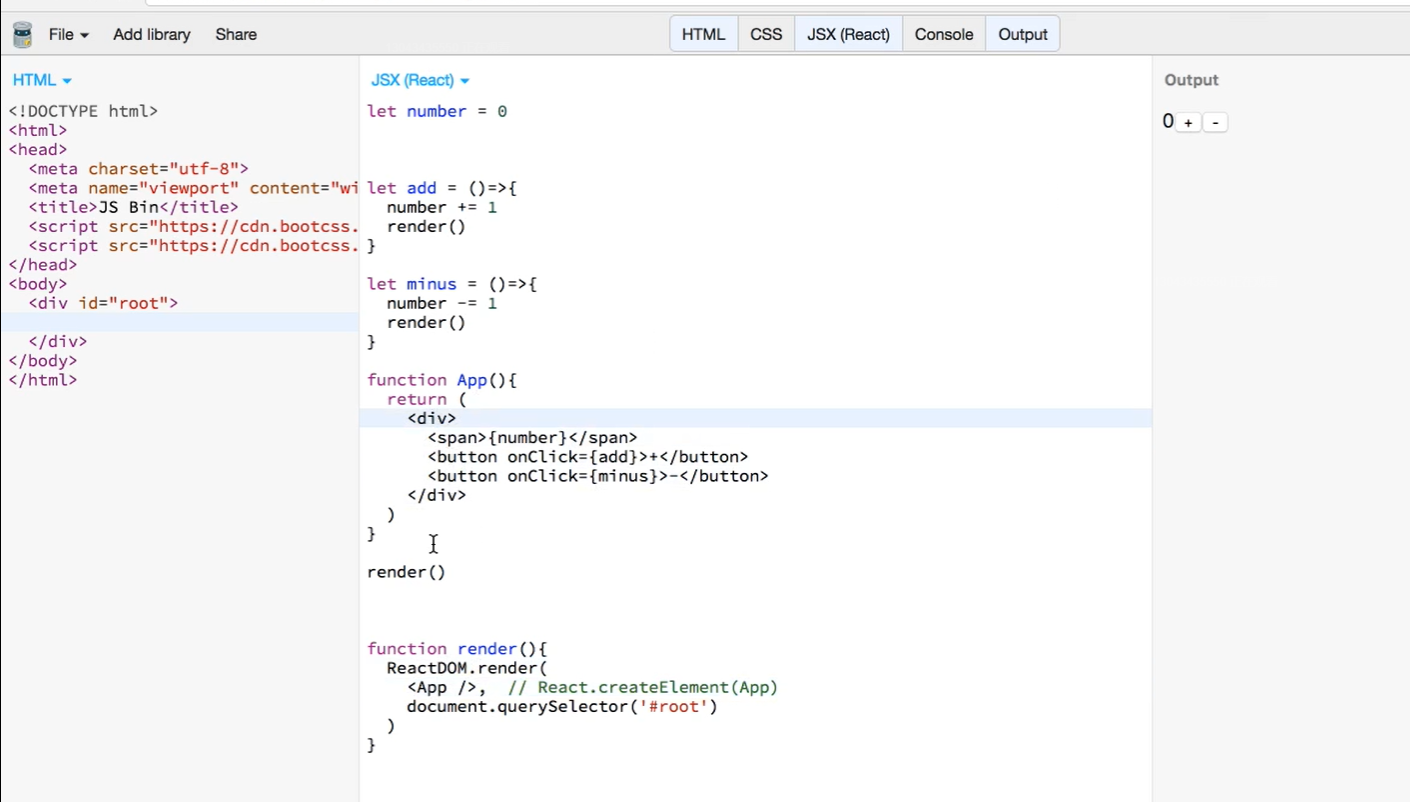 File Add library Share HTML CSS JSX (React) Console Output
HTML
<!DOCTYPE html>
<html>
<head>
<meta charset="utf-8">
<meta name="viewport" content="wi
<title>JS Bin</title>
<script src="https://cdn.bootcss.
<script src="https://cdn.bootcss.
</head>
<body>
<div id="root">
</div>
</body>
</html>
JSX (React)
let number = 0
let add = ()=>{
number += 1
render()
}
let minus = ()=>{
number -= 1
render()
}
function App(){
return (
<div>
<span>{number}</span>
<button onClick={add}>+</button>
<button onClick={minus}>-</button>
</div>
)
}
render()
function render(){
ReactDOM.render(
<App />, // React.createElement(App)
document.querySelector('#root')
)
}
Output
0 + -